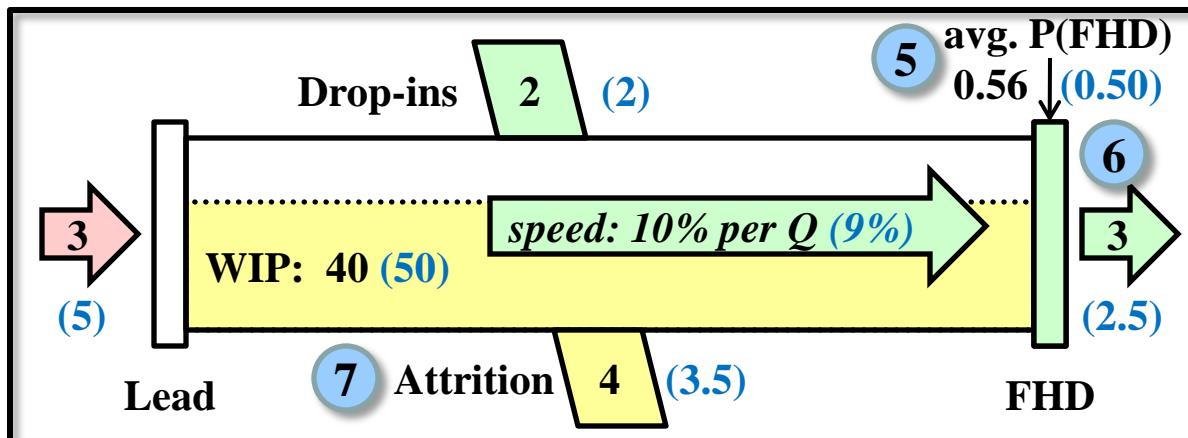 5 avg. P(FHD)
0.56 (0.50)
Drop-ins 2 (2)
6
3
speed: 10% per Q (9%)
3
WIP: 40 (50)
(5)
(2.5)
7 Attrition 4 (3.5)
Lead
FHD